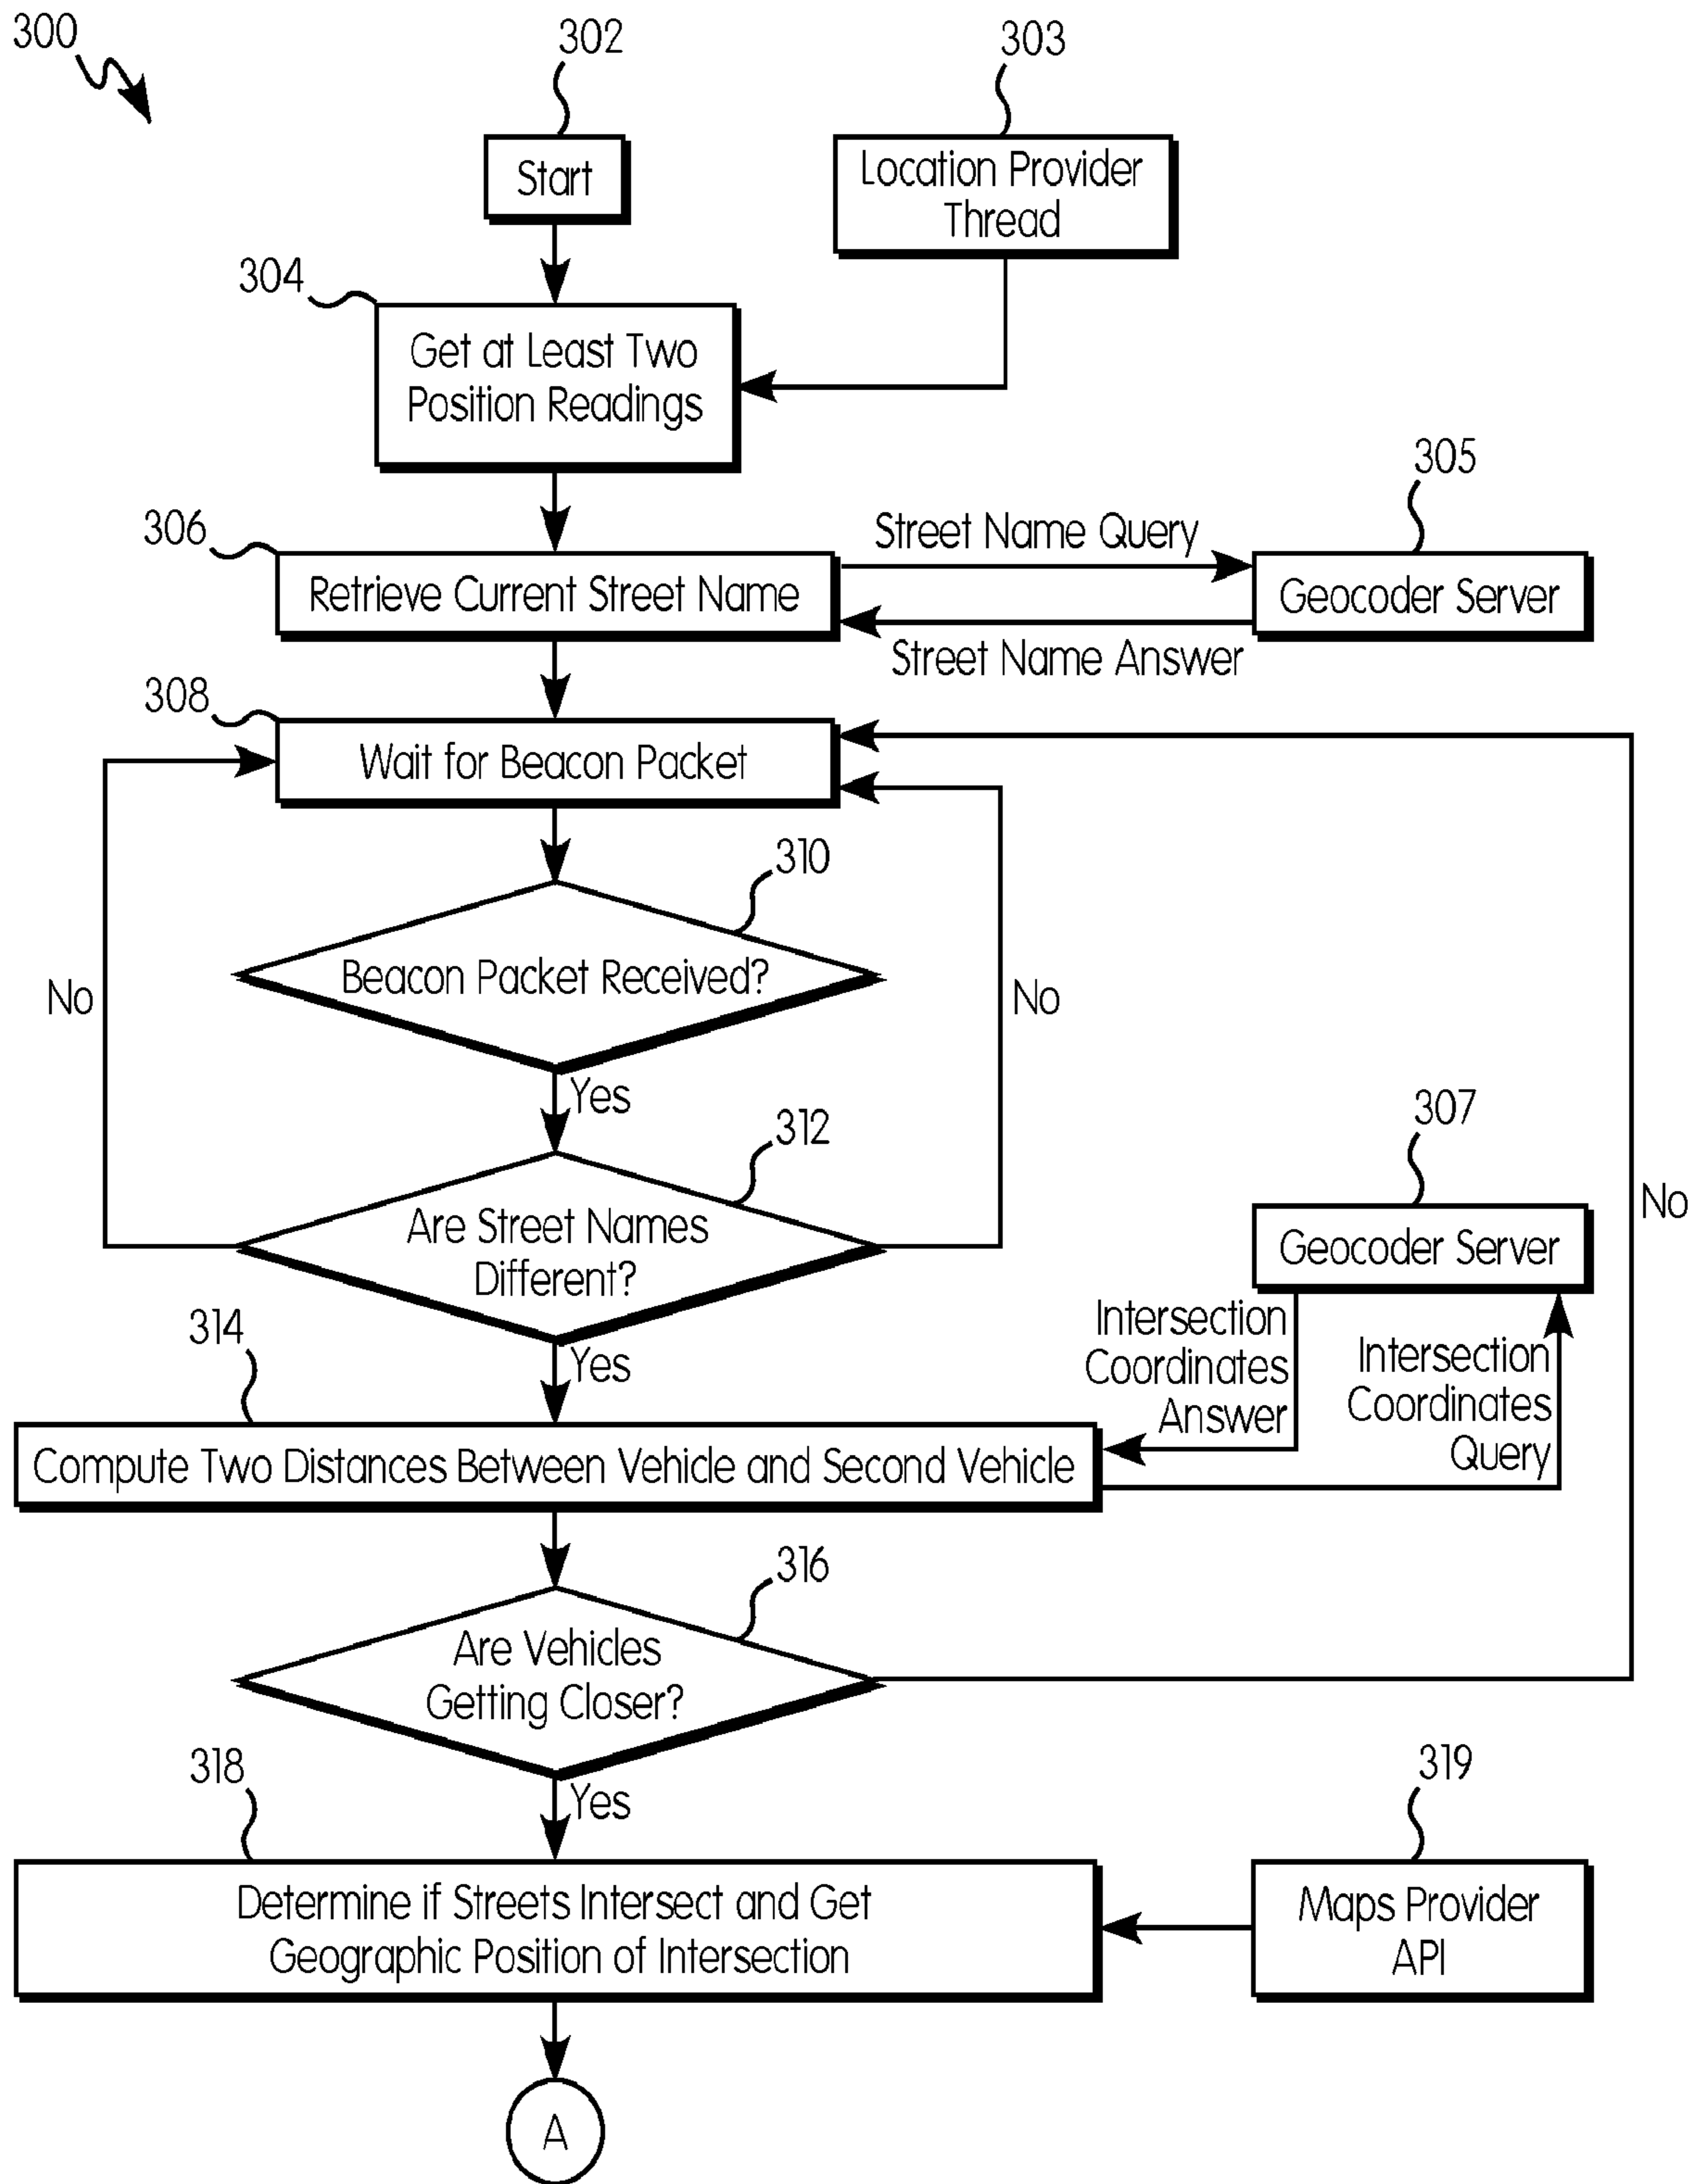 300
302
303
Start
Location Provider
Thread
304
Get at Least Two
Position Readings
305
306
Street Name Query
Retrieve Current Street Name
Geocoder Server
Street Name Answer
308
Wait for Beacon Packet
310
Beacon Packet Received?
No
No
Yes
307
312
Are Street Names
Different?
No
Geocoder Server
314
Yes
Intersection
Coordinates
Answer
Intersection
Coordinates
Query
Compute Two Distances Between Vehicle and Second Vehicle
316
Are Vehicles
Getting Closer?
318
319
Yes
Determine if Streets Intersect and Get
Geographic Position of Intersection
Maps Provider
API
A